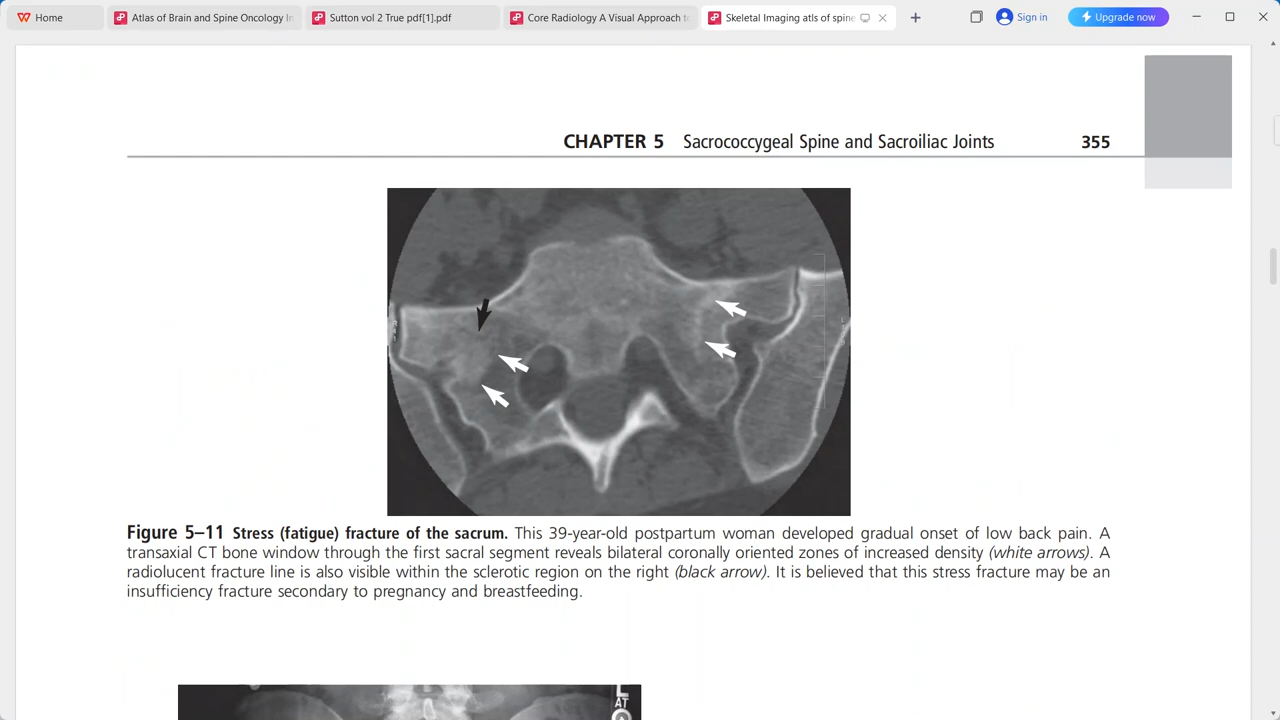 Home
Atlas of Brain and Spine Oncology I
Sutton vol 2 True pdf[1].pdf
Core Radiology A Visual Approach to
Skeletal Imaging atls of spine
Sign in
Upgrade now
CHAPTER 5 Sacrococcygeal Spine and Sacroiliac Joints 355
Figure 5–11 Stress (fatigue) fracture of the sacrum. This 39-year-old postpartum woman developed gradual onset of low back pain. A
transaxial CT bone window through the first sacral segment reveals bilateral coronally oriented zones of increased density (white arrows). A
radiolucent fracture line is also visible within the sclerotic region on the right (black arrow). It is believed that this stress fracture may be an
insufficiency fracture secondary to pregnancy and breastfeeding.
L
AT